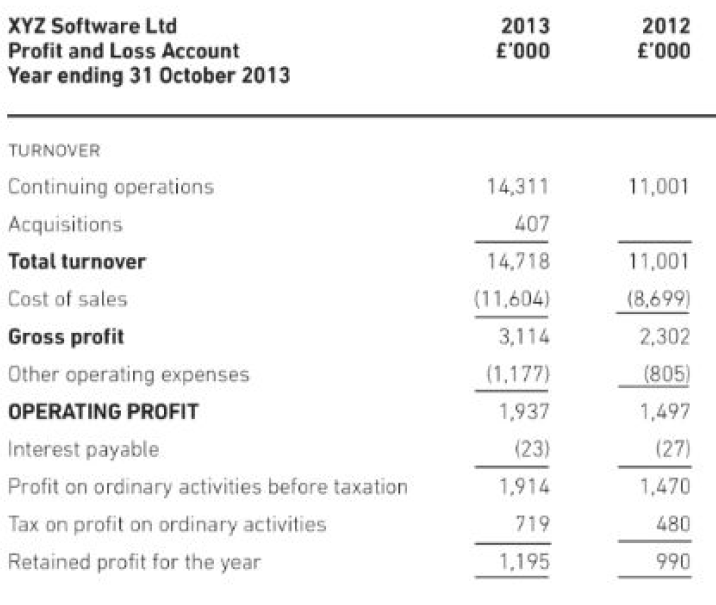 XYZ Software Ltd 2013 2012
Profit and Loss Account £'000 £'000
Year ending 31 October 2013
TURNOVER
Continuing operations 14,311 11,001
Acquisitions 407
Total turnover 14,718 11,001
Cost of sales (11,604) (8,699)
Gross profit 3,114 2,302
Other operating expenses (1,177) (805)
OPERATING PROFIT 1,937 1,497
Interest payable (23) (27)
Profit on ordinary activities before taxation 1,914 1,470
Tax on profit on ordinary activities 719 480
Retained profit for the year 1,195 990